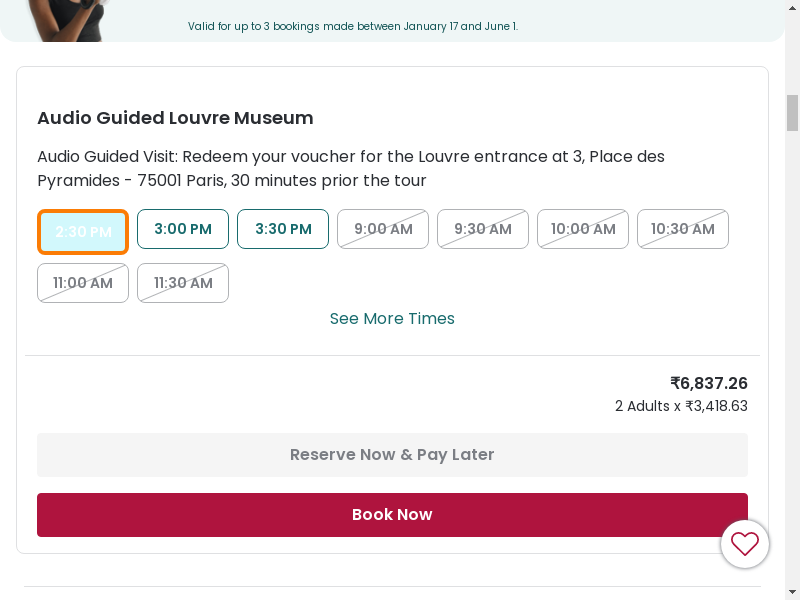 Valid for up to 3 bookings made between January 17 and June 1.
Audio Guided Louvre Museum
Audio Guided Visit: Redeem your voucher for the Louvre entrance at 3, Place des
Pyramides - 75001 Paris, 30 minutes prior the tour
2:30 PM 3:00 PM 3:30 PM 9:00 AM 9:30 AM 10:00 AM 10:30 AM
11:00 AM 11:30 AM
See More Times
₹6,837.26
2 Adults x ₹3,418.63
Reserve Now & Pay Later
Book Now